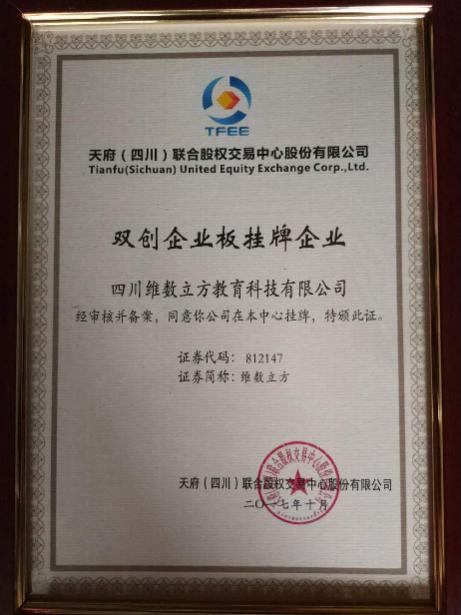 TFEE
天府（四川）联合股权交易中心股份有限公司
Tianfu(Sichuan) United Equity Exchange Corp.,Ltd.
双创企业板挂牌企业
四川维数立方教育科技有限公司
经审核并备案，同意你公司在本中心挂牌，特颁此证。
证券代码：812147
证券简称：维数立方
天府（四川）联合股权交易中心股份有限公司
二〇一七年十月